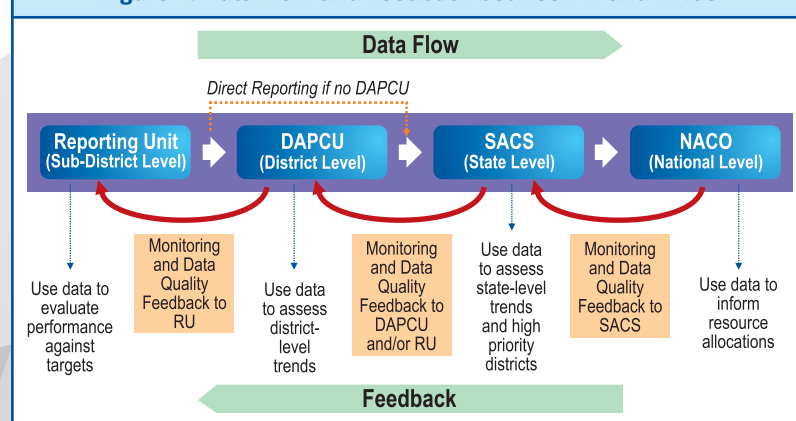 Data Flow
Direct Reporting if no DAPCU
Reporting Unit
(Sub-District Level)
DAPCU
(District Level)
SACS
(State Level)
NACO
(National Level)
Use data to
evaluate
performance
against
targets
Monitoring
and Data
Quality
Feedback to
RU
Use data
to assess
district-
level
trends
Monitoring
and Data
Quality
Feedback to
DAPCU
and/or RU
Use data
to assess
state-level
trends
and high
priority
districts
Monitoring
and Data
Quality
Feedback to
SACS
Use data to
inform
resource
allocations
Feedback